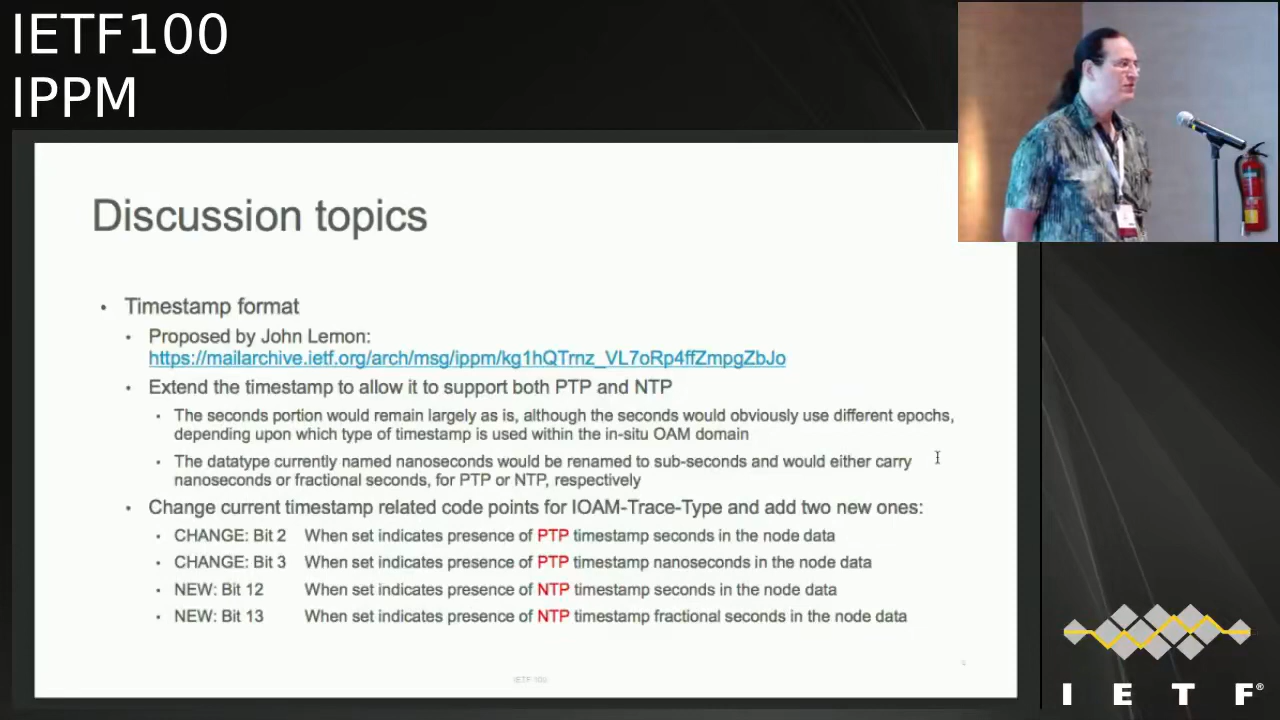 IETF100
IPPM
Discussion topics
• Timestamp format
• Proposed by John Lemon:
https://mailarchive.ietf.org/arch/msg/ippm/kg1hQTrnz_VL7oRp4ffZmpgZbJo
• Extend the timestamp to allow it to support both PTP and NTP
• The seconds portion would remain largely as is, although the seconds would obviously use different epochs,
depending upon which type of timestamp is used within the in-situ OAM domain
• The datatype currently named nanoseconds would be renamed to sub-seconds and would either carry
nanoseconds or fractional seconds, for PTP or NTP, respectively
• Change current timestamp related code points for IOAM-Trace-Type and add two new ones:
• CHANGE: Bit 2 When set indicates presence of PTP timestamp seconds in the node data
• CHANGE: Bit 3 When set indicates presence of PTP timestamp nanoseconds in the node data
• NEW: Bit 12 When set indicates presence of NTP timestamp seconds in the node data
• NEW: Bit 13 When set indicates presence of NTP timestamp fractional seconds in the node data
IETF 100
I E T F®